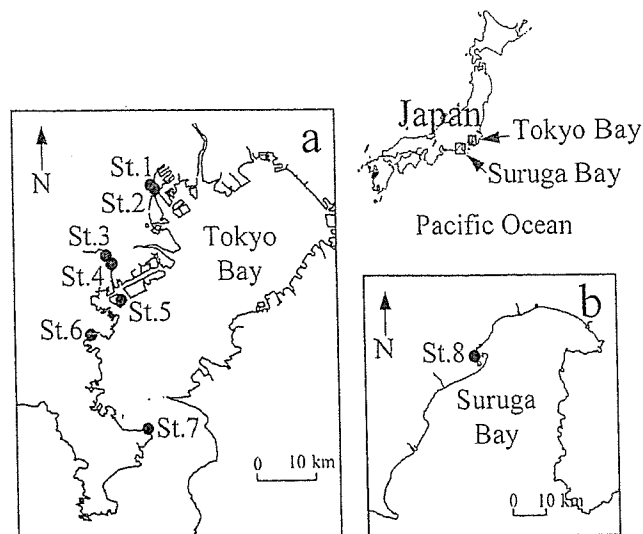 Japan
Tokyo Bay
Suruga Bay
Pacific Ocean
a
N
St.1
St.2
St.3
St.4
St.5
St.6
St.7
Tokyo
Bay
0 10 km
b
N
St.8
Suruga
Bay
0 10 km